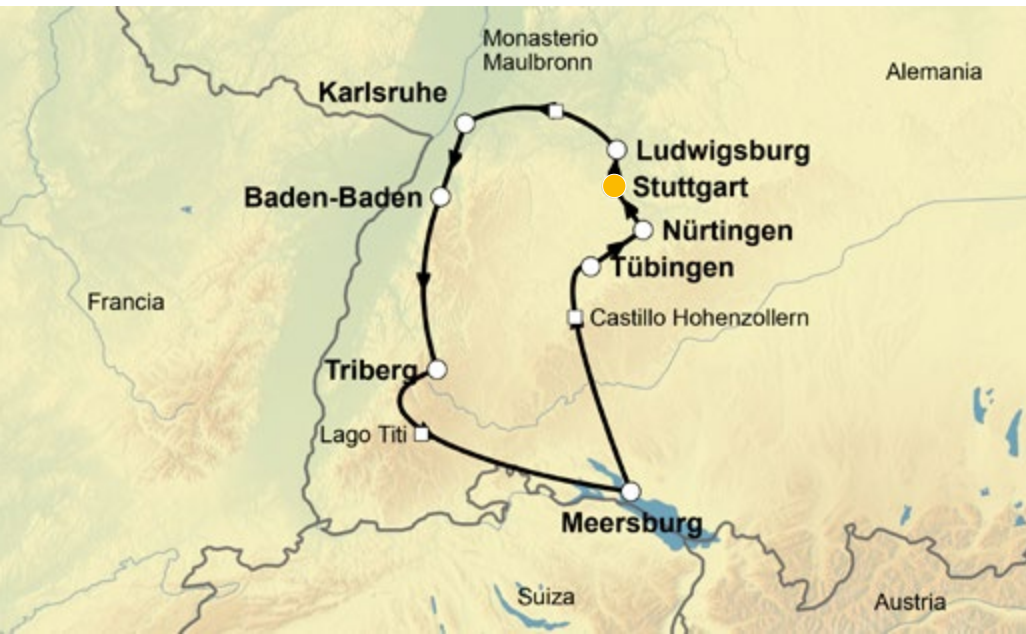 Monasterio
Maulbronn
Alemania
Karlsruhe
Ludwigsburg
Stuttgart
Baden-Baden
Nürtingen
Tübingen
Francia
Castillo Hohenzollern
Triberg
Lago Titi
Meersburg
Suiza
Austria